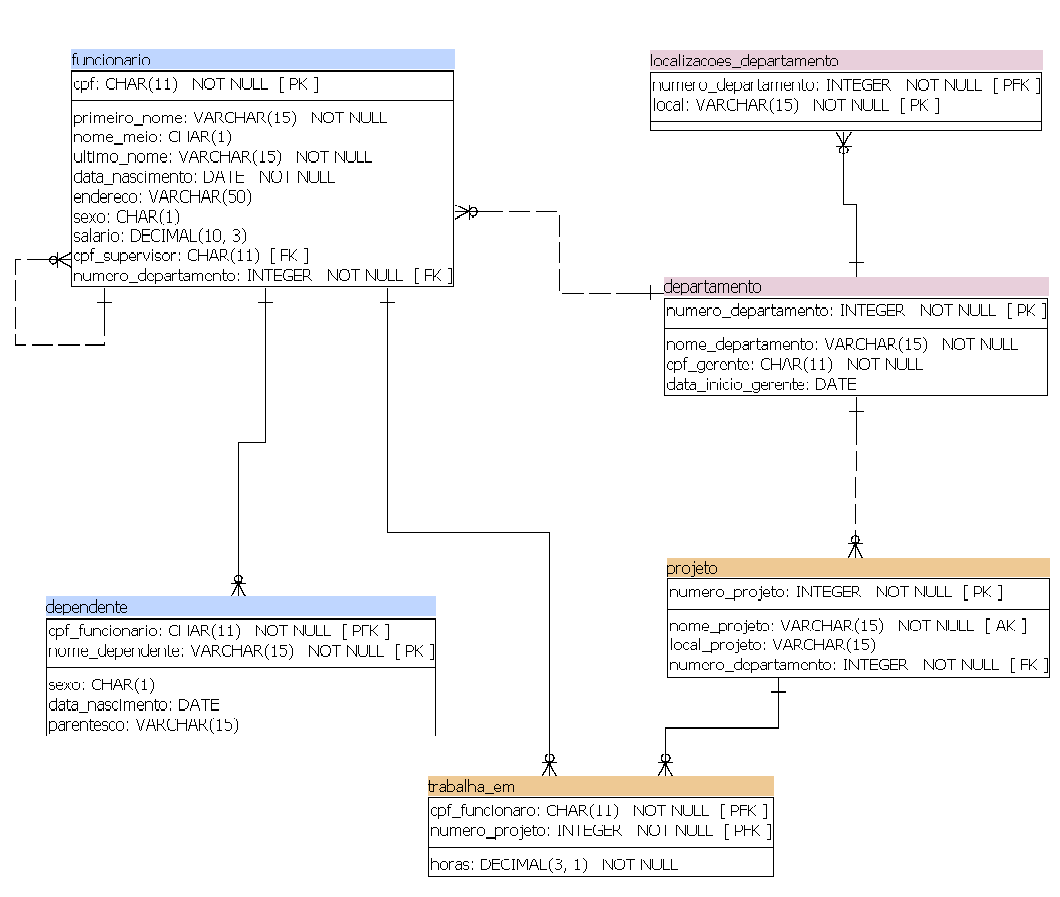 funcionario
cpf: CHAR(11) NOT NULL [ PK ]
primeiro_nome: VARCHAR(15) NOT NULL
nome_meio: CHAR(1)
ultimo_nome: VARCHAR(15) NOT NULL
data_nascimento: DATE NOT NULL
endereco: VARCHAR(50)
sexo: CHAR(1)
salario: DECIMAL(10, 3)
cpf_supervisor: CHAR(11) [ FK ]
numero_departamento: INTEGER NOT NULL [ FK ]
localizacoes_departamento
numero_departamento: INTEGER NOT NULL [ PFK ]
local: VARCHAR(15) NOT NULL [ PK ]
departamento
numero_departamento: INTEGER NOT NULL [ PK ]
nome_departamento: VARCHAR(15) NOT NULL
cpf_gerente: CHAR(11) NOT NULL
data_inicio_gerente: DATE
projeto
numero_projeto: INTEGER NOT NULL [ PK ]
nome_projeto: VARCHAR(15) NOT NULL [ AK ]
local_projeto: VARCHAR(15)
numero_departamento: INTEGER NOT NULL [ FK ]
dependente
cpf_funcionario: CHAR(11) NOT NULL [ PFK ]
nome_dependente: VARCHAR(15) NOT NULL [ PK ]
sexo: CHAR(1)
data_nascimento: DATE
parentesco: VARCHAR(15)
trabalha_em
cpf_funcionaro: CHAR(11) NOT NULL [ PFK ]
numero_projeto: INTEGER NOT NULL [ PFK ]
horas: DECIMAL(3, 1) NOT NULL